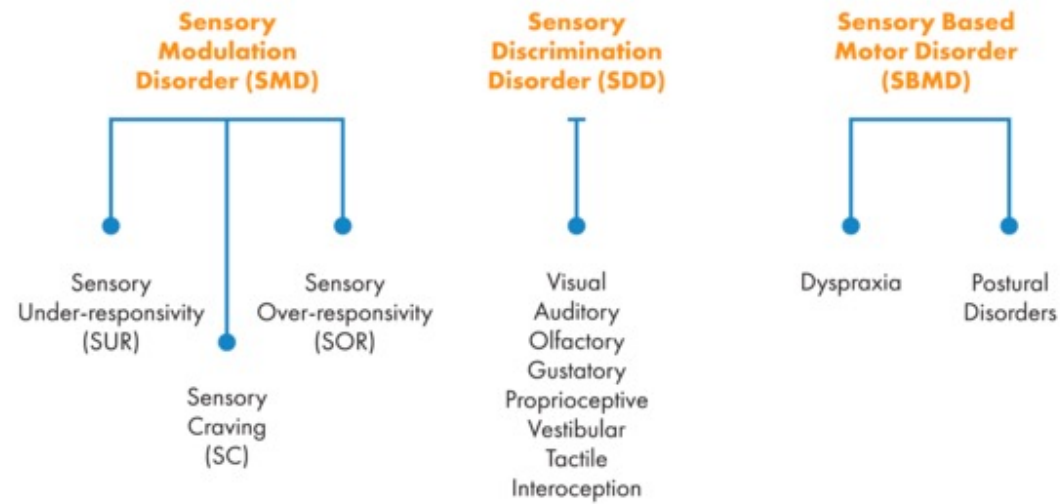 Sensory
Modulation
Disorder (SMD)
Sensory
Under-responsivity
(SUR)
Sensory
Craving
(SC)
Sensory
Over-responsivity
(SOR)
Sensory
Discrimination
Disorder (SDD)
Visual
Auditory
Olfactory
Gustatory
Proprioceptive
Vestibular
Tactile
Interoception
Sensory Based
Motor Disorder
(SBMD)
Dyspraxia
Postural
Disorders